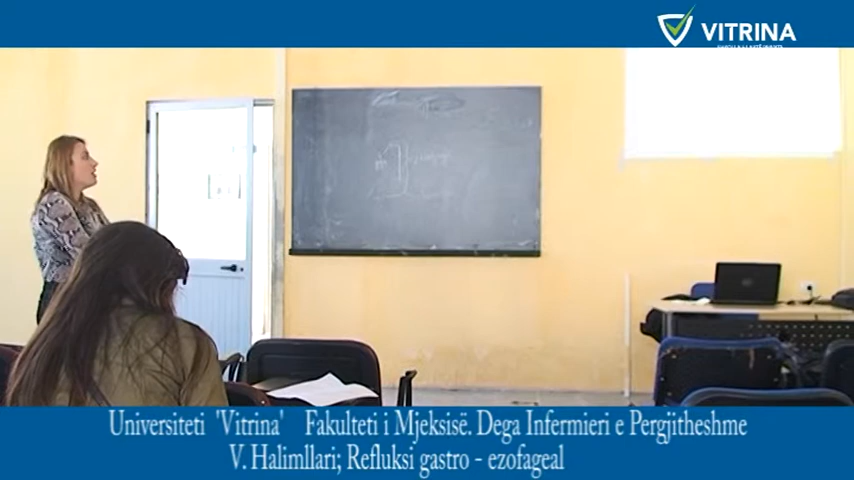 VITRINA
Universiteti 'Vitrina' Fakulteti i Mjeksisë. Dega Infermieri e Pergjitheshme
V. Halimllari; Refluksi gastro - ezofageal